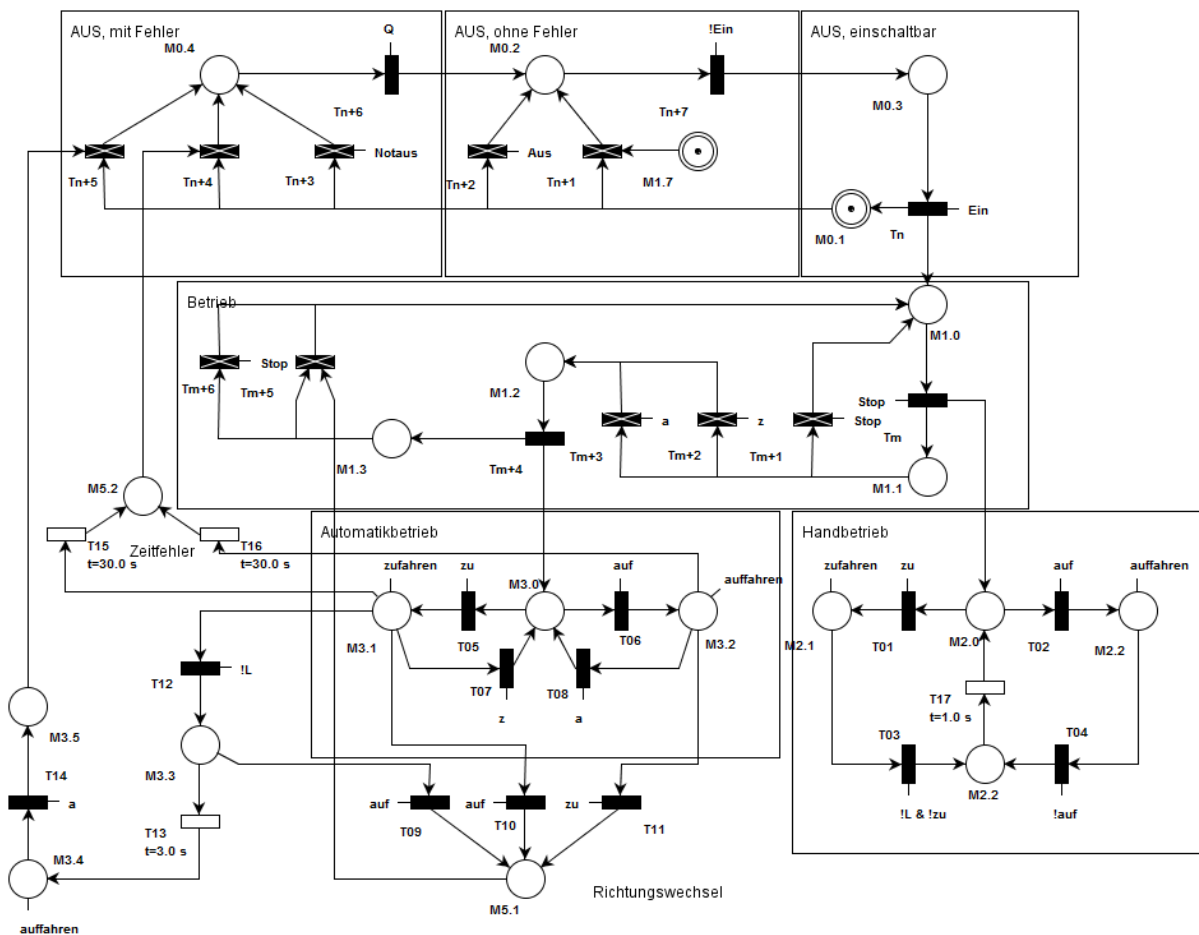 AUS, mit Fehler
Q
AUS, ohne Fehler
!Ein
AUS, einschaltbar
M0.4
M0.2
M0.3
Tn+6
Tn+7
Notaus
Aus
Tn+5
Tn+4
Tn+3
Tn+2
Tn+1
M1.7
M0.1
Tn
Ein
Betrieb
M1.0
Stop
Tm+6
Tm+5
M1.2
Stop
a
z
Stop
Tm
M1.3
Tm+4
Tm+3
Tm+2
Tm+1
M1.1
M5.2
T15
t=30.0 s
Zeitfehler
T16
t=30.0 s
Automatikbetrieb
zufahren
zu
auf
auffahren
M3.0
M3.1
T05
T06
M3.2
T07
T08
z
a
Handbetrieb
zufahren
zu
auf
auffahren
M2.1
T01
M2.0
T02
M2.2
T17
t=1.0 s
T03
T04
M2.2
!L & !zu
!auf
T12
!L
M3.5
M3.3
T14
a
T13
t=3.0 s
auf
T09
auf
T10
zu
T11
M3.4
auffahren
M5.1
Richtungswechsel